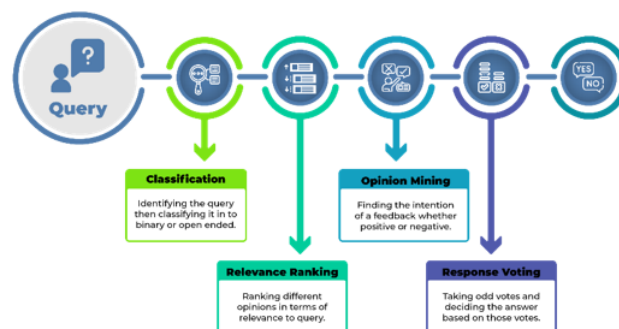 ?
Query
YES
NO
Classification
Identifying the query
then classifying it in to
binary or open ended.
Opinion Mining
Finding the intention
of a feedback whether
positive or negative.
Relevance Ranking
Ranking different
opinions in terms of
relevance to query.
Response Voting
Taking odd votes and
deciding the answer
based on those votes.